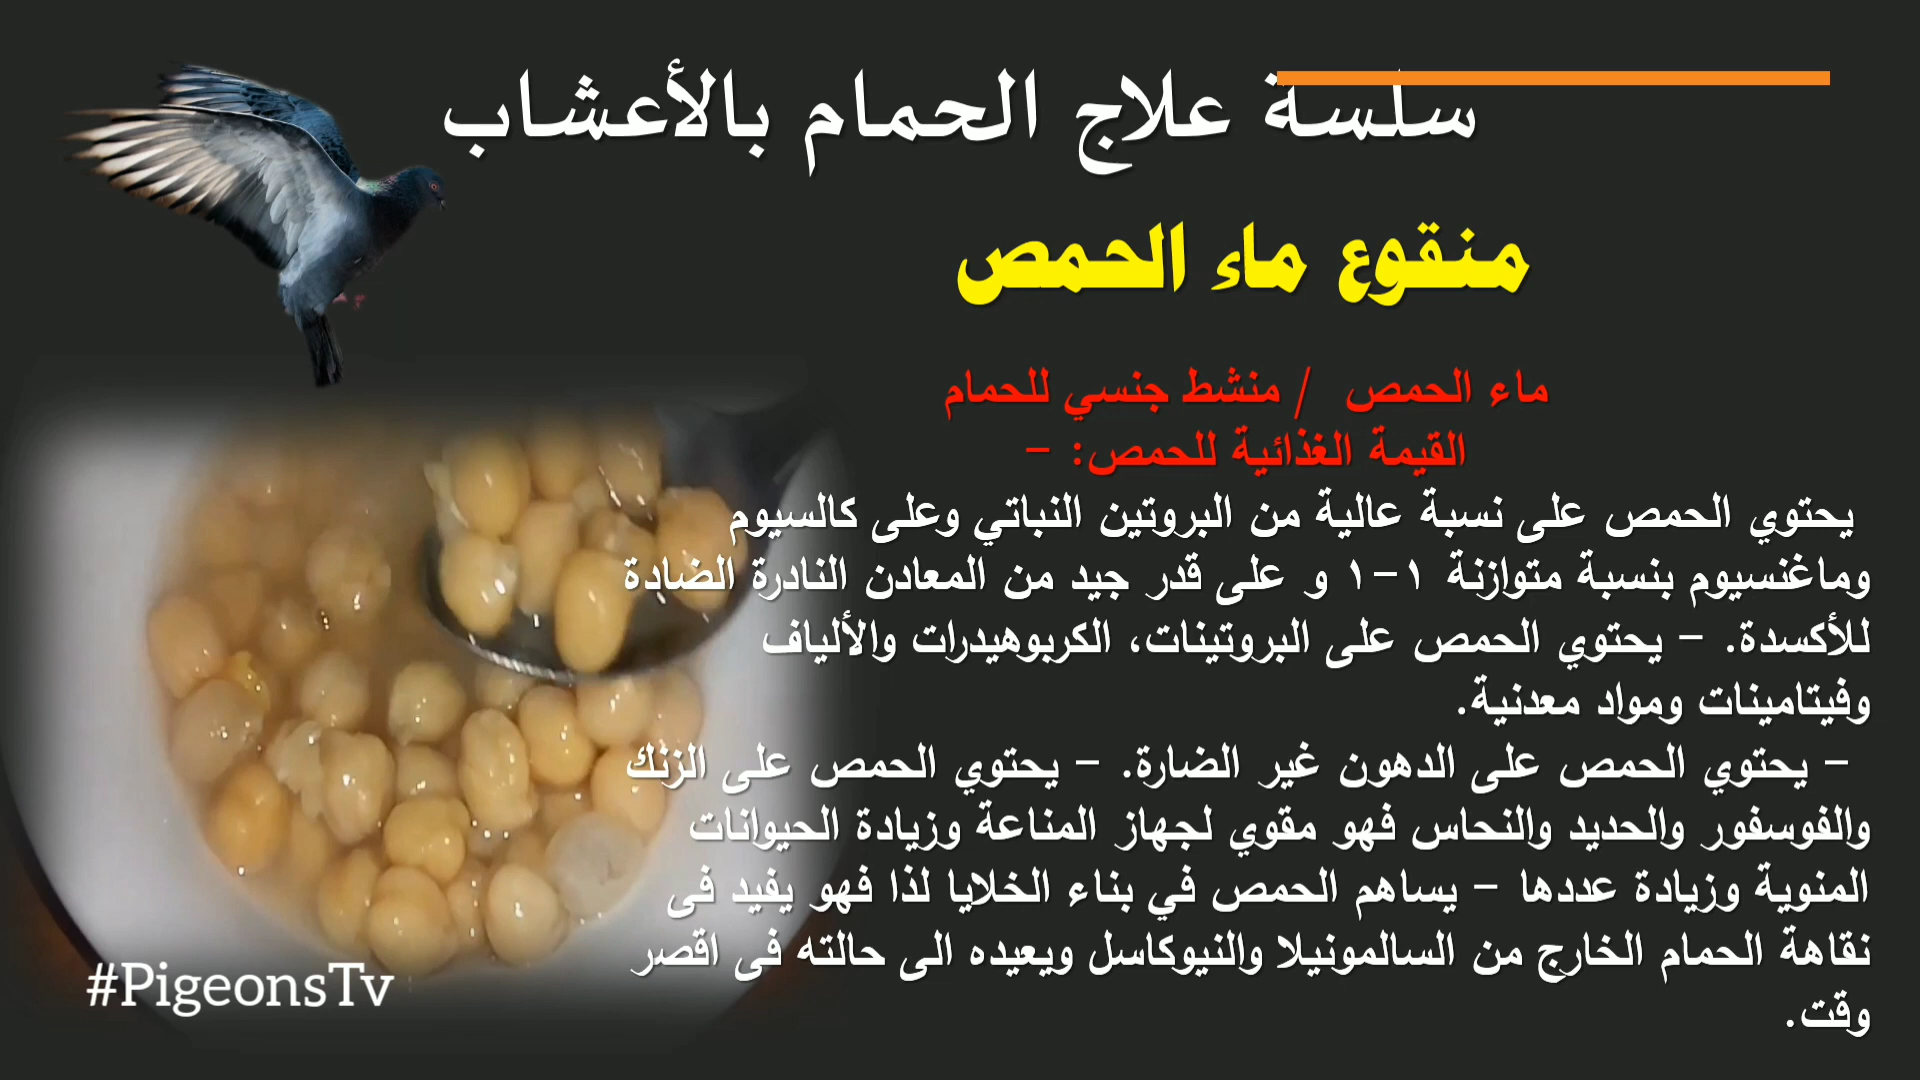 سلسة علاج الحمام بالأعشاب
منقوع ماء الحمص
ماء الحمص / منشط جنسي للحمام
القيمة الغذائية للحمص: -
يحتوي الحمص على نسبة عالية من البروتين النباتي وعلى كالسيوم
وماغنسيوم بنسبة متوازنة ١-١ و على قدر جيد من المعادن النادرة الضادة
للأكسدة. - يحتوي الحمص على البروتينات، الكربوهيدرات والألياف
وفيتامينات ومواد معدنية.
- يحتوي الحمص على الدهون غير الضارة. - يحتوي الحمص على الزنك
والفوسفور والحديد والنحاس فهو مقوي لجهاز المناعة وزيادة الحيوانات
المنوية وزيادة عددها - يساهم الحمص في بناء الخلايا لذا فهو يفيد فى
نقاهة الحمام الخارج من السالمونيلا والنيوكاسل ويعيده الى حالته فى اقصر
وقت.
#PigeonsTv